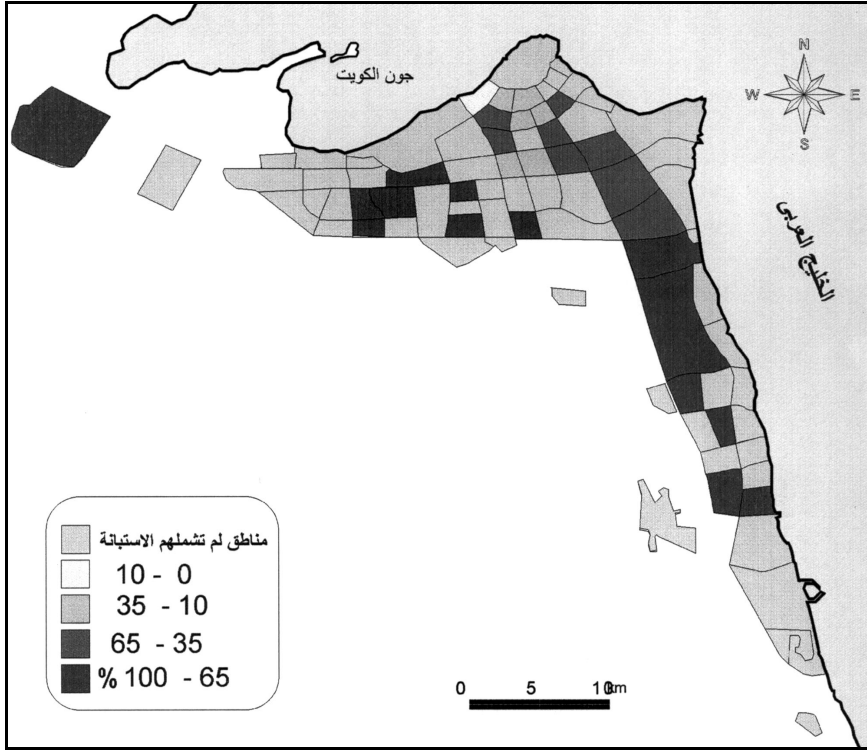 جون الكويت
N
W E
S
الخليج العربى
مناطق لم تشملهم الاستبانة
10 - 0
35 - 10
65 - 35
% 100 - 65
0 5 10 km